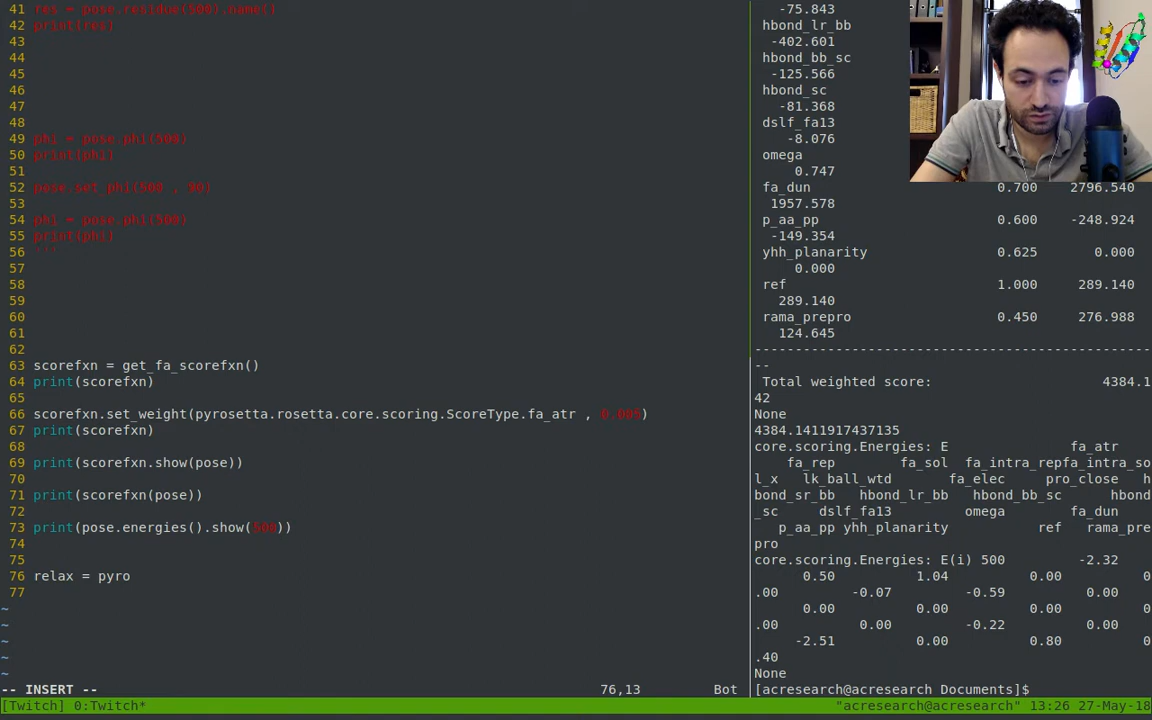 41 res = pose.residue(500).name()
42 print(res)
43
44
45
46
47
48
49 phi = pose.phi(500)
50 print(phi)
51
52 pose.set_phi(500 , 90)
53
54 phi = pose.phi(500)
55 print(phi)
56 '''
57
58
59
60
61
62
63 scorefxn = get_fa_scorefxn()
64 print(scorefxn)
65
66 scorefxn.set_weight(pyrosetta.rosetta.core.scoring.ScoreType.fa_atr , 0.005)
67 print(scorefxn)
68
69 print(scorefxn.show(pose))
70
71 print(scorefxn(pose))
72
73 print(pose.energies().show(500))
74
75
76 relax = pyro
77
~
~
~
~
~
-- INSERT -- 76,13 Bot
-75.843
hbond_lr_bb
-402.601
hbond_bb_sc
-125.566
hbond_sc
-81.368
dslf_fa13
-8.076
omega
0.747
fa_dun 0.700 2796.540
1957.578
p_aa_pp 0.600 -248.924
-149.354
yhh_planarity 0.625 0.000
0.000
ref 1.000 289.140
289.140
rama_prepro 0.450 276.988
124.645
---------------------------------------------------
--
Total weighted score: 4384.1
42
None
4384.1411917437135
core.scoring.Energies: E fa_atr
fa_rep fa_sol fa_intra_repfa_intra_so
l_x lk_ball_wtd fa_elec pro_close h
bond_sr_bb hbond_lr_bb hbond_bb_sc hbond
_sc dslf_fa13 omega fa_dun
p_aa_pp yhh_planarity ref rama_pre
pro
core.scoring.Energies: E(i) 500 -2.32
0.50 1.04 0.00 0
.00 -0.07 -0.59 0.00
0.00 0.00 0.00 0
.00 0.00 -0.22 0.00
-2.51 0.00 0.80 0
.40
None
[acresearch@acresearch Documents]$
[Twitch] 0:Twitch* "acresearch@acresearch" 13:26 27-May-18